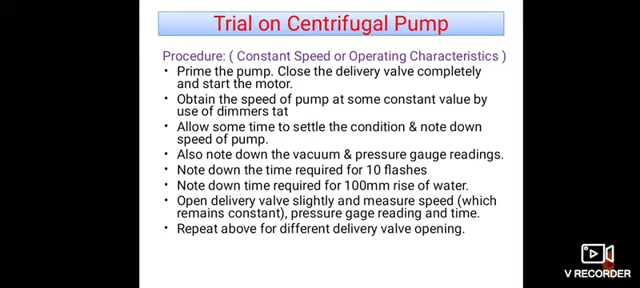 Trial on Centrifugal Pump
Procedure: ( Constant Speed or Operating Characteristics )
• Prime the pump. Close the delivery valve completely
and start the motor.
• Obtain the speed of pump at some constant value by
use of dimmers tat
• Allow some time to settle the condition & note down
speed of pump.
• Also note down the vacuum & pressure gauge readings.
• Note down the time required for 10 flashes
• Note down time required for 100mm rise of water.
• Open delivery valve slightly and measure speed (which
remains constant), pressure gage reading and time.
• Repeat above for different delivery valve opening.
V RECORDER